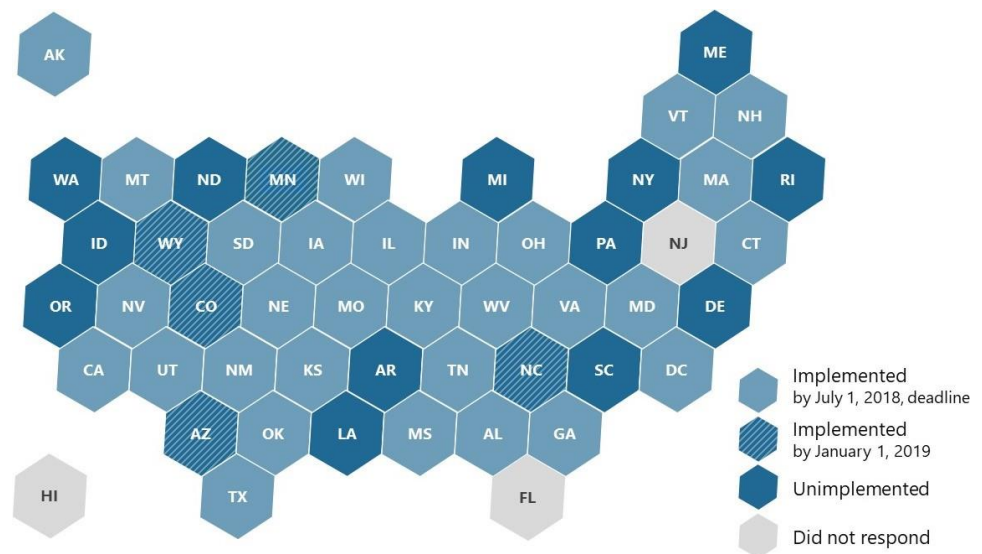 AK
ME
VT NH
WA MT ND MN WI MI NY MA RI
ID WY SD IA IL IN OH PA NJ CT
OR NV CO NE MO KY WV VA MD DE
CA UT NM KS AR TN NC SC DC
AZ OK LA MS AL GA
HI TX FL
Implemented
by July 1, 2018, deadline
Implemented
by January 1, 2019
Unimplemented
Did not respond